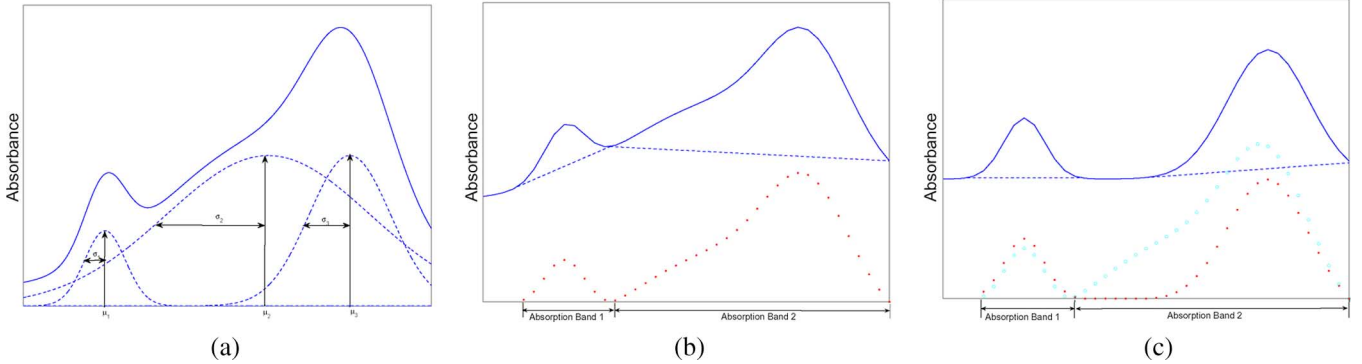 Absorbance
σ₁
σ₂
σ₃
μ₁
μ₂
μ₃
(a)
Absorbance
Absorption Band 1
Absorption Band 2
(b)
Absorbance
Absorption Band 1
Absorption Band 2
(c)